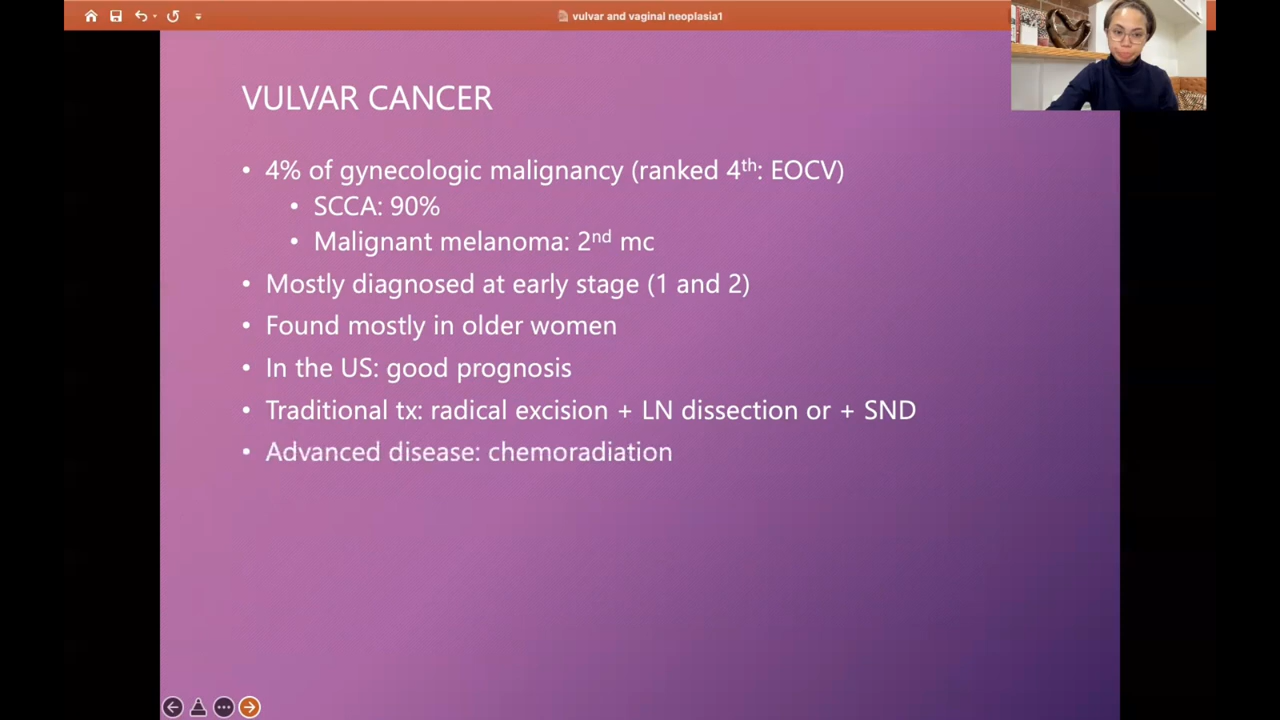 vulvar and vaginal neoplasia1
VULVAR CANCER
• 4% of gynecologic malignancy (ranked 4th: EOCV)
• SCCA: 90%
• Malignant melanoma: 2nd mc
• Mostly diagnosed at early stage (1 and 2)
• Found mostly in older women
• In the US: good prognosis
• Traditional tx: radical excision + LN dissection or + SND
• Advanced disease: chemoradiation